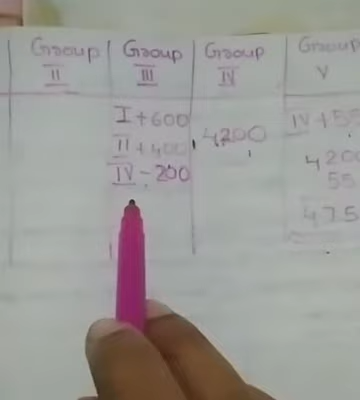 Group II Group III Group IV Group V
I + 600
II + 400
IV - 200
4200
IV + 55
4200
55
475